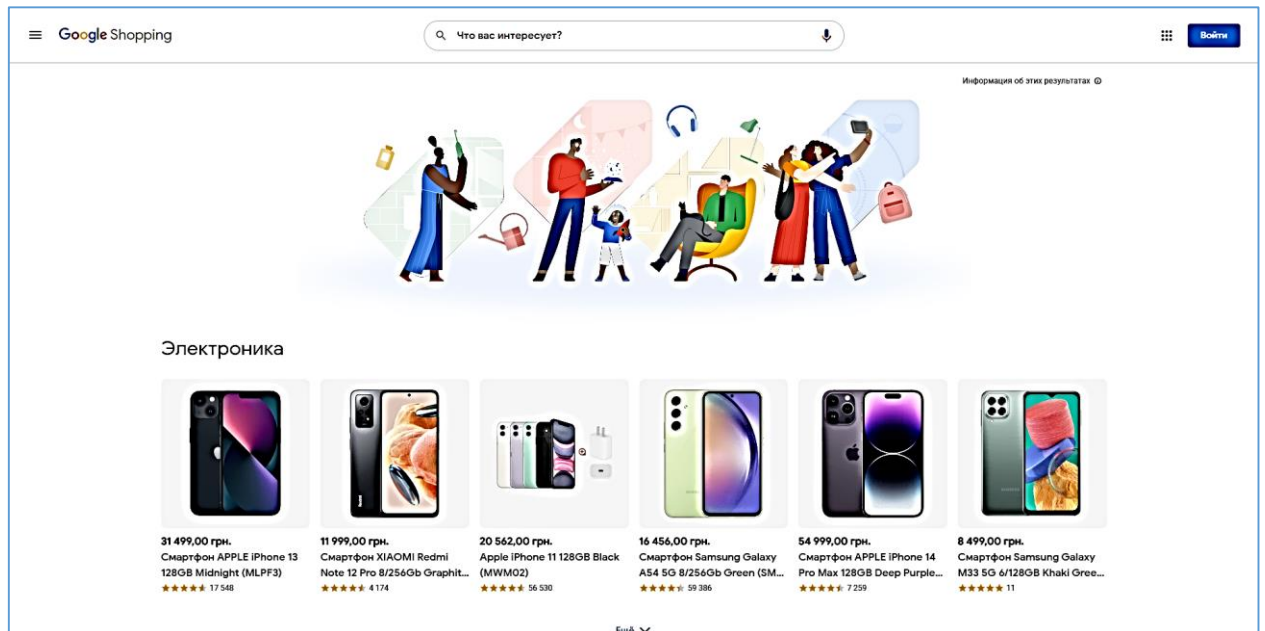 Google Shopping
Что вас интересует?
Войти
Информация об этих результатах
Электроника
31 499,00 грн.
Смартфон APPLE iPhone 13
128GB Midnight (MLPF3)
17 548
11 999,00 грн.
Смартфон XIAOMI Redmi
Note 12 Pro 8/256Gb Graphit...
4 174
20 562,00 грн.
Apple iPhone 11 128GB Black
(MWM02)
56 530
16 456,00 грн.
Смартфон Samsung Galaxy
A54 5G 8/256Gb Green (SM...
59 386
54 999,00 грн.
Смартфон APPLE iPhone 14
Pro Max 128GB Deep Purple...
7 259
8 499,00 грн.
Смартфон Samsung Galaxy
M33 5G 6/128GB Khaki Gree...
11
Ещё